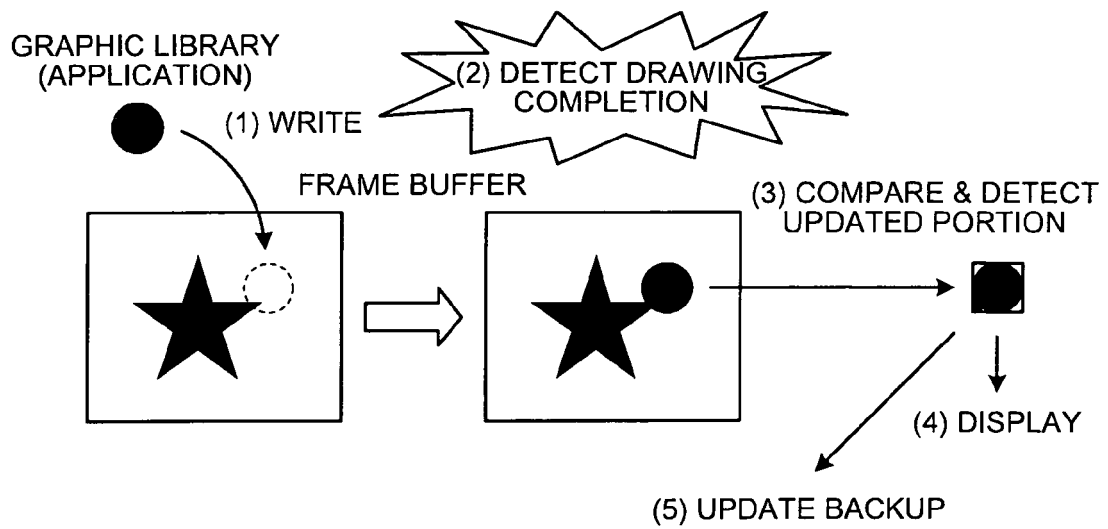 GRAPHIC LIBRARY
(APPLICATION)
(2) DETECT DRAWING
COMPLETION
(1) WRITE
FRAME BUFFER
(3) COMPARE & DETECT
UPDATED PORTION
(4) DISPLAY
(5) UPDATE BACKUP